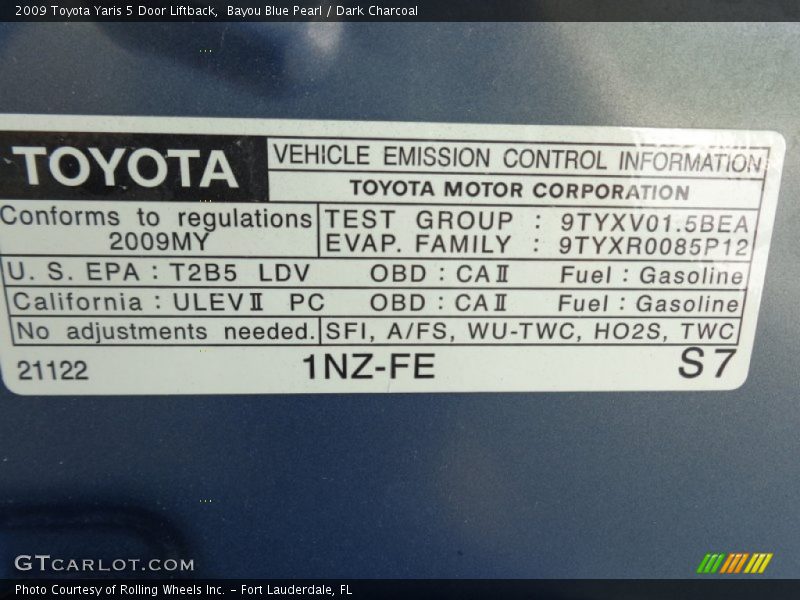 2009 Toyota Yaris 5 Door Liftback, Bayou Blue Pearl / Dark Charcoal
TOYOTA
VEHICLE EMISSION CONTROL INFORMATION
TOYOTA MOTOR CORPORATION
Conforms to regulations
2009MY
TEST GROUP : 9TYXV01.5BEA
EVAP. FAMILY : 9TYXR0085P12
U. S. EPA : T2B5 LDV OBD : CAⅡ Fuel : Gasoline
California : ULEVⅡ PC OBD : CAⅡ Fuel : Gasoline
No adjustments needed. SFI, A/FS, WU-TWC, HO2S, TWC
21122 1NZ-FE S7
GTCARLOT.COM
Photo Courtesy of Rolling Wheels Inc. – Fort Lauderdale, FL